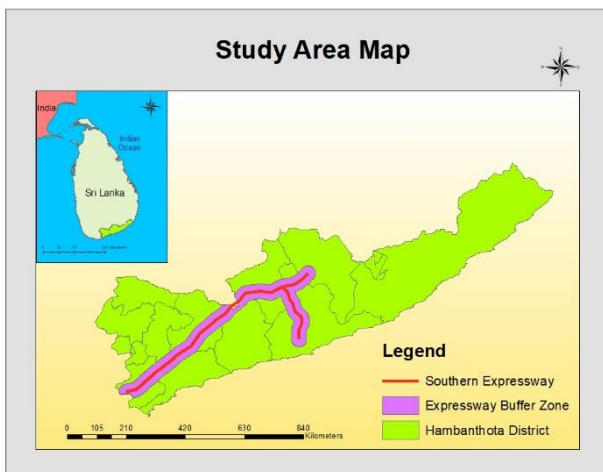 Study Area Map
India
Indian
Ocean
Sri Lanka
Legend
Southern Expressway
Expressway Buffer Zone
Hambanthota District
0 105 210 420 630 840
Kilometers